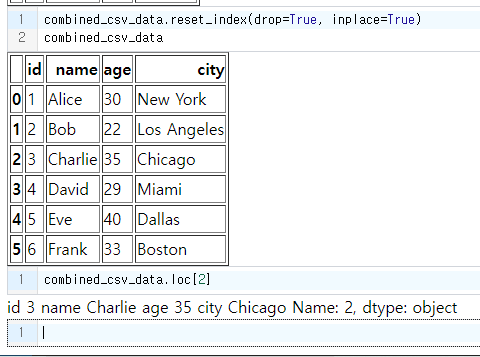 1 combined_csv_data.reset_index(drop=True, inplace=True)
2 combined_csv_data
id name age city
0 1 Alice 30 New York
1 2 Bob 22 Los Angeles
2 3 Charlie 35 Chicago
3 4 David 29 Miami
4 5 Eve 40 Dallas
5 6 Frank 33 Boston
1 combined_csv_data.loc[2]
id 3 name Charlie age 35 city Chicago Name: 2, dtype: object
1